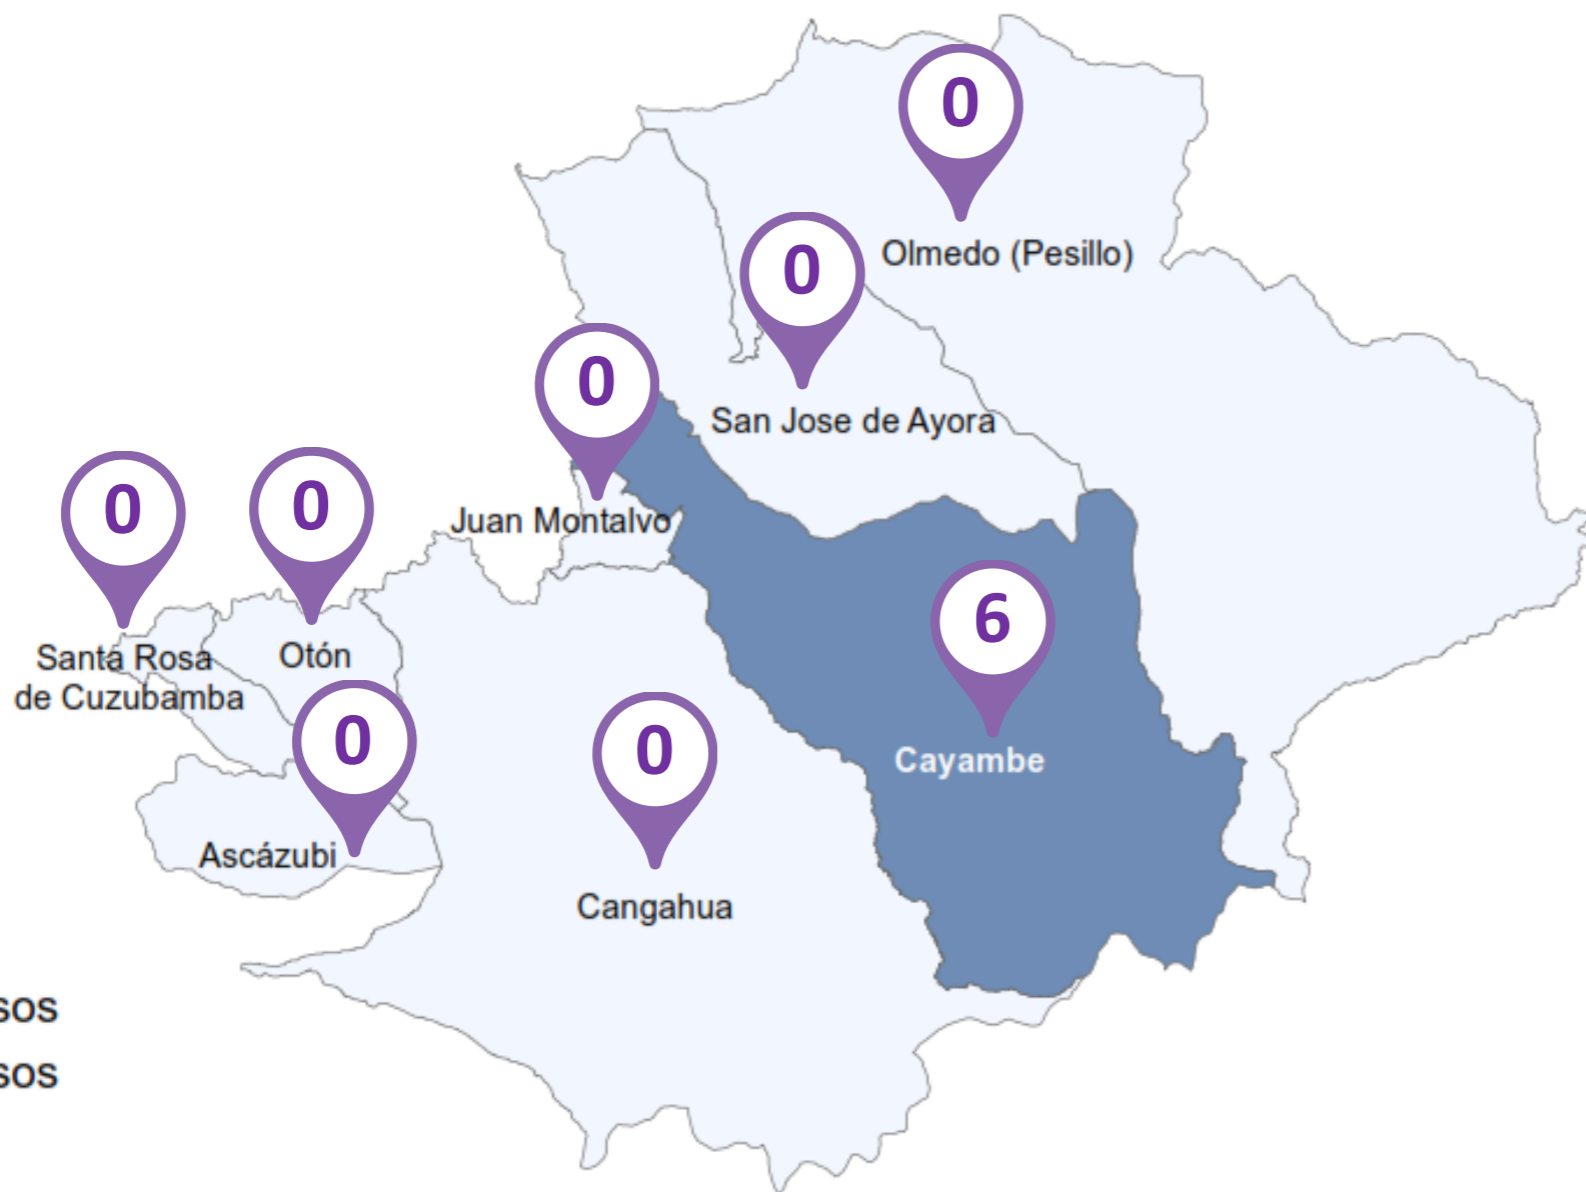 0
Olmedo (Pesillo)
0
San Jose de Ayora
0
Juan Montalvo
0
Santa Rosa
de Cuzubamba
0
Otón
6
Cayambe
0
Ascázubi
0
Cangahua
sos
sos